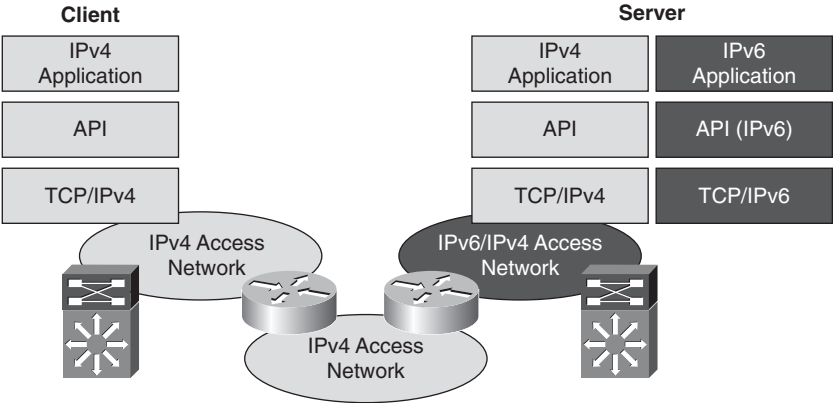 Client
Server
IPv4
Application
IPv4
Application
IPv6
Application
API
API
API (IPv6)
TCP/IPv4
TCP/IPv4
TCP/IPv6
IPv4 Access
Network
IPv6/IPv4 Access
Network
IPv4 Access
Network